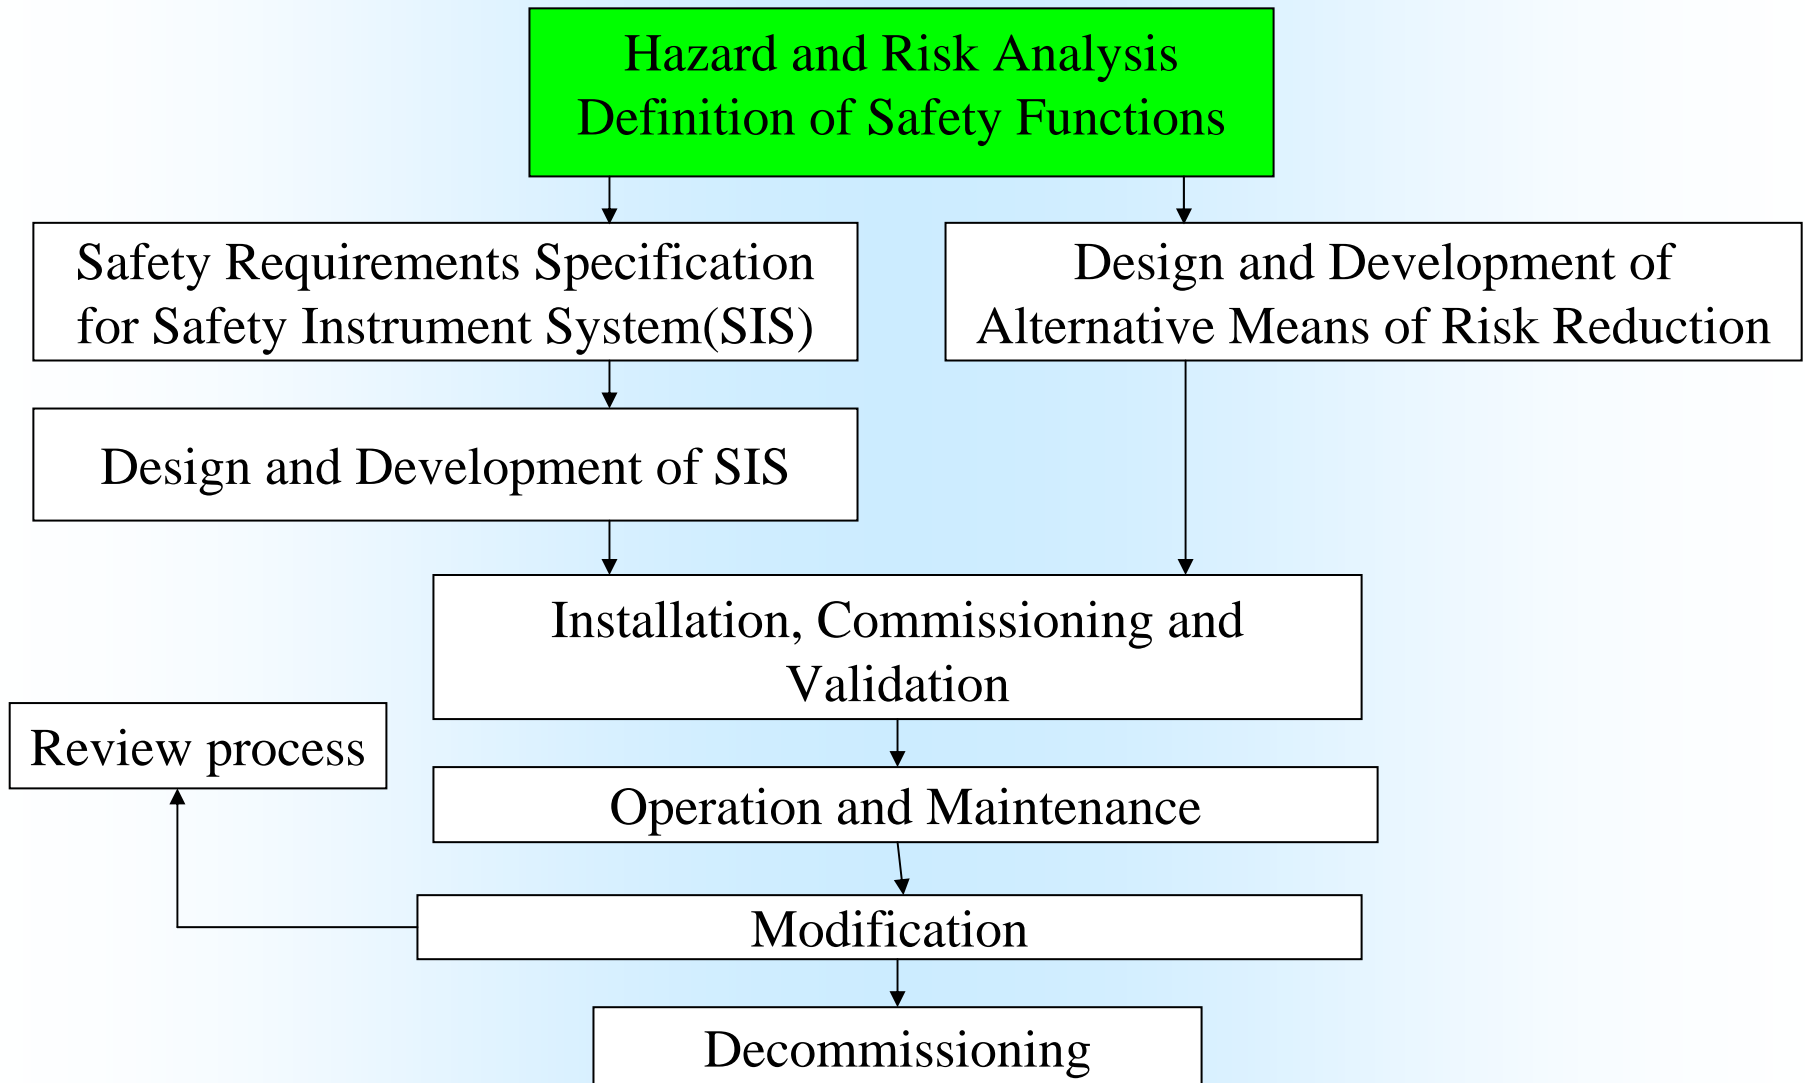 Hazard and Risk Analysis
Definition of Safety Functions
Safety Requirements Specification
for Safety Instrument System(SIS)
Design and Development of
Alternative Means of Risk Reduction
Design and Development of SIS
Installation, Commissioning and
Validation
Review process
Operation and Maintenance
Modification
Decommissioning